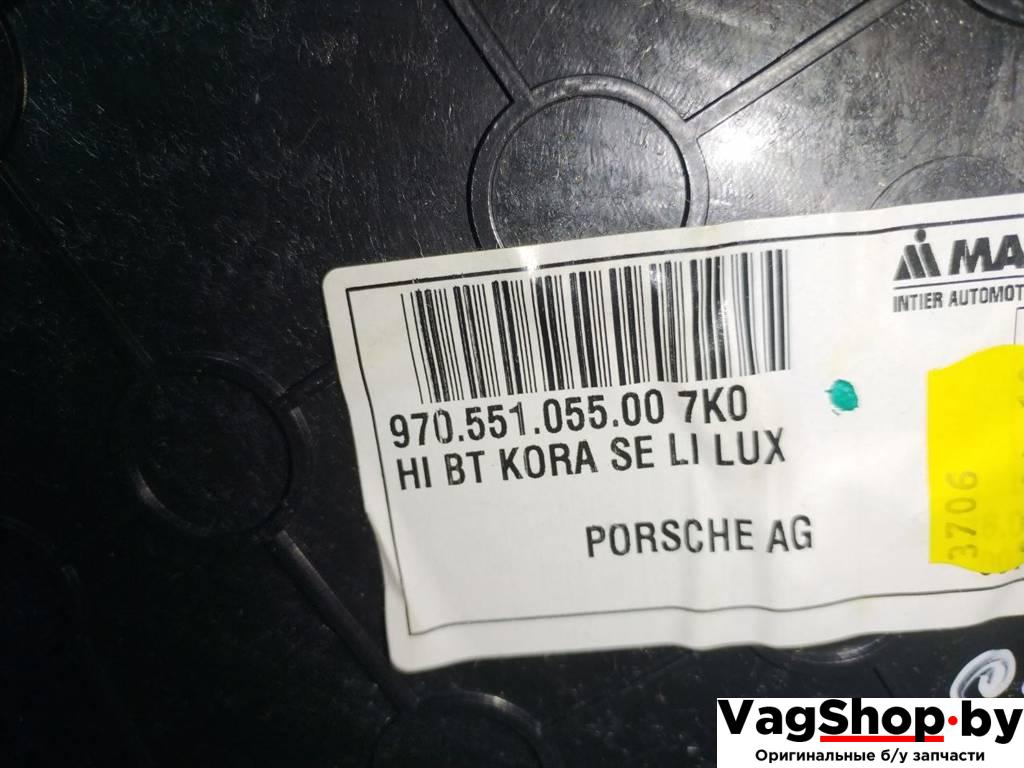 MA
INTIER AUTOMOT
970.551.055.00 7K0
HI BT KORA SE LI LUX
PORSCHE AG
3706
VagShop.by
Оригинальные б/у запчасти